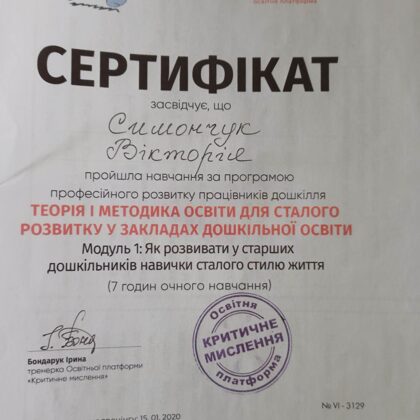 освітня платформа
СЕРТИФІКАТ
засвідчує, що
Симончук
Вікторія
пройшла навчання за програмою
професійного розвитку працівників дошкілля
ТЕОРІЯ І МЕТОДИКА ОСВІТИ ДЛЯ СТАЛОГО
РОЗВИТКУ У ЗАКЛАДАХ ДОШКІЛЬНОЇ ОСВІТИ
Модуль 1: Як розвивати у старших
дошкільників навички сталого стилю життя
(7 годин очного навчання)
Бондарук Ірина
тренерка Освітньої платформи
«Критичне мислення»
Освітня
КРИТИЧНЕ
МИСЛЕННЯ
платформа
№ VI - 3129
15.01.2020